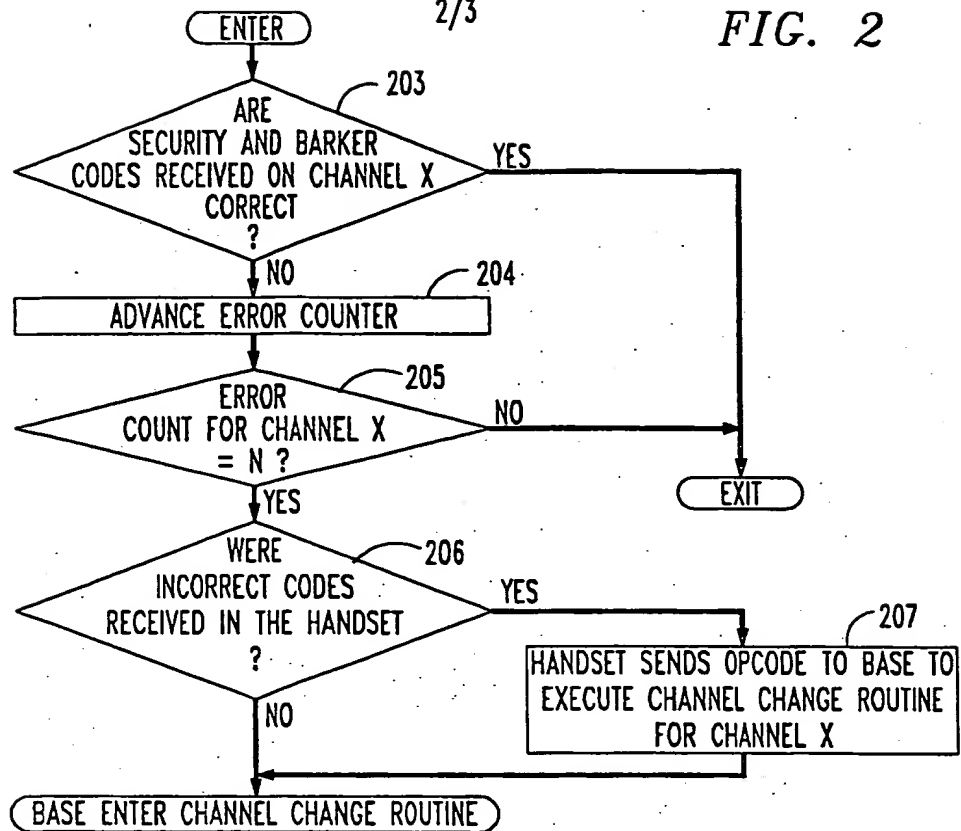 2/3
FIG. 2
ENTER
203
ARE
SECURITY AND BARKER
CODES RECEIVED ON CHANNEL X
CORRECT
?
YES
NO
204
ADVANCE ERROR COUNTER
205
ERROR
COUNT FOR CHANNEL X
= N ?
NO
EXIT
YES
206
WERE
INCORRECT CODES
RECEIVED IN THE HANDSET
?
YES
207
HANDSET SENDS OPCODE TO BASE TO
EXECUTE CHANNEL CHANGE ROUTINE
FOR CHANNEL X
NO
BASE ENTER CHANNEL CHANGE ROUTINE